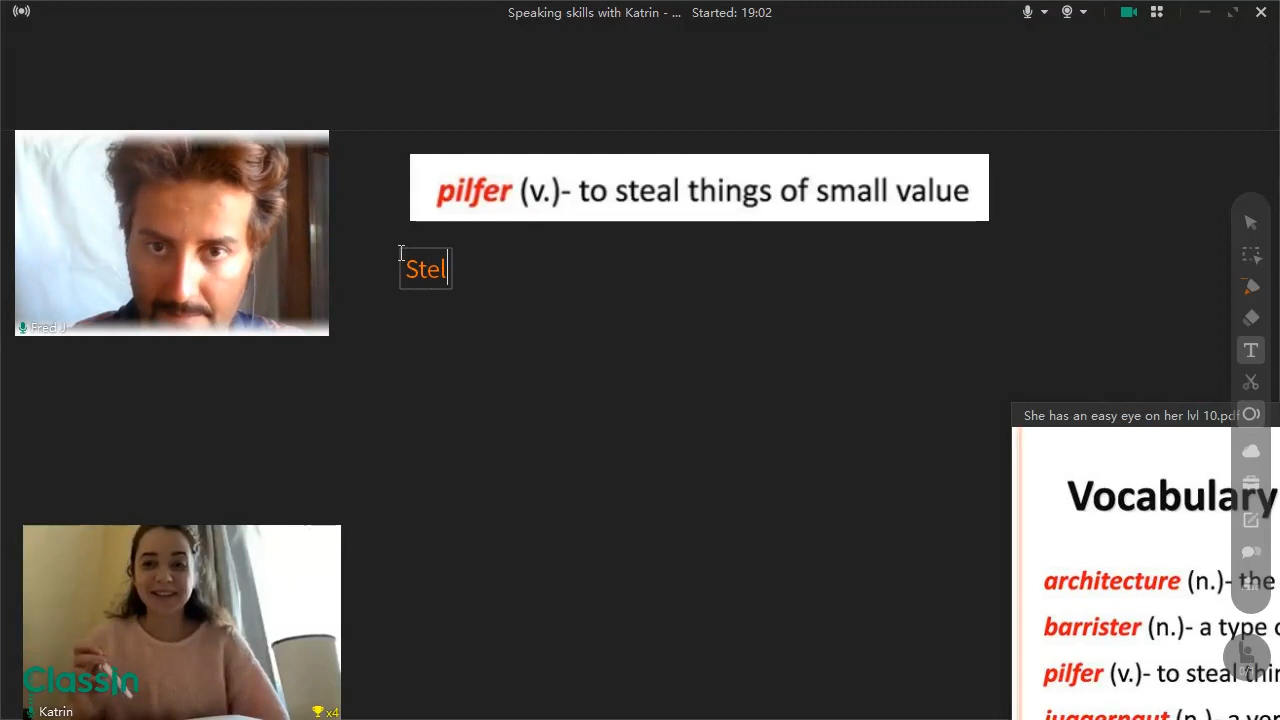 Speaking skills with Katrin - ... Started: 19:02
pilfer (v.)- to steal things of small value
Stel
Fred J
She has an easy eye on her lvl 10.pdf
Vocabulary
architecture (n.)- the
barrister (n.)- a type
pilfer (v.)- to steal
juggernaut (n.)- a
ClassIn
Katrin
x4